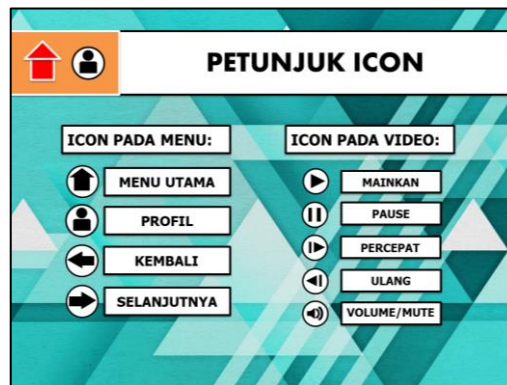 PETUNJUK ICON
ICON PADA MENU:
MENU UTAMA
PROFIL
KEMBALI
SELANJUTNYA
ICON PADA VIDEO:
MAINKAN
PAUSE
PERCEPAT
ULANG
VOLUME/MUTE